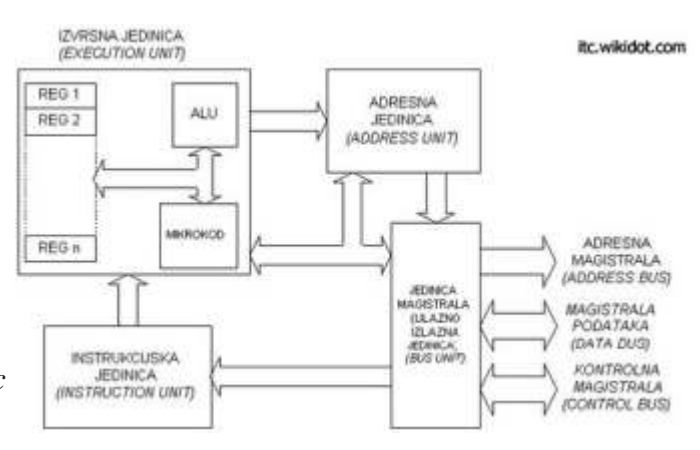 IZVRSNA JEDINICA
(EXECUTION UNIT)
itc.wikidot.com
REG 1
REG 2
REG n
ALU
MIKROKOD
ADRESNA
JEDINICA
(ADDRESS UNIT)
JEDINICA
MAGISTRALA
(ULAZNO
IZLAZNA
JEDINICA,
(BUS UNIT)
ADRESNA
MAGISTRALA
(ADDRESS BUS)
MAGISTRALA
PODATAKA
(DATA DUS)
KONTROLNA
MAGISTRALA
(CONTROL BUS)
INSTRUKCIJSKA
JEDINICA
(INSTRUCTION UNIT)
c